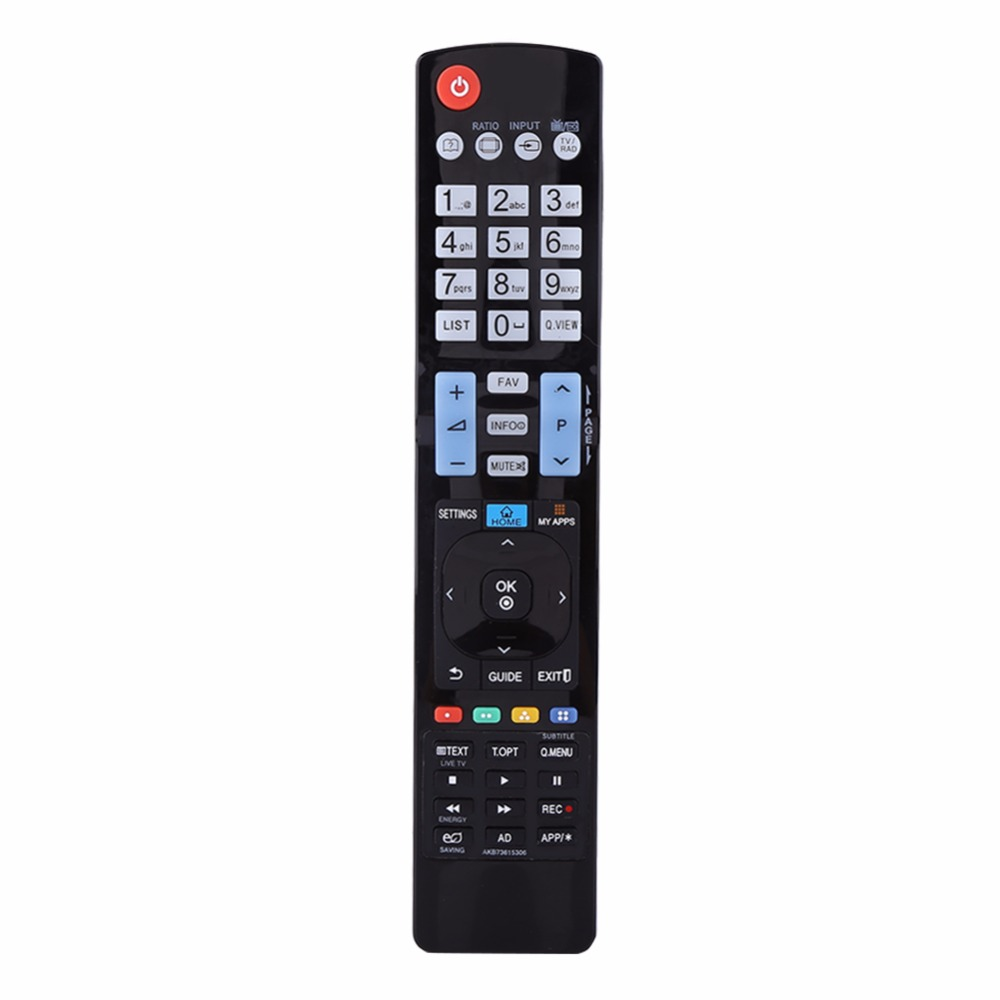 RATIO INPUT
? TV/
RAD
1.,;@ 2abc 3def
4ghi 5jkl 6mno
7pqrs 8tuv 9wxyz
LIST 0 Q.VIEW
+ FAV
INFO P PAGE
- MUTE
SETTINGS HOME MY APPS
OK
GUIDE EXIT
SUBTITLE
TEXT T.OPT Q.MENU
LIVE TV
REC
ENERGY
AD APP/*
SAVING AKB73615306